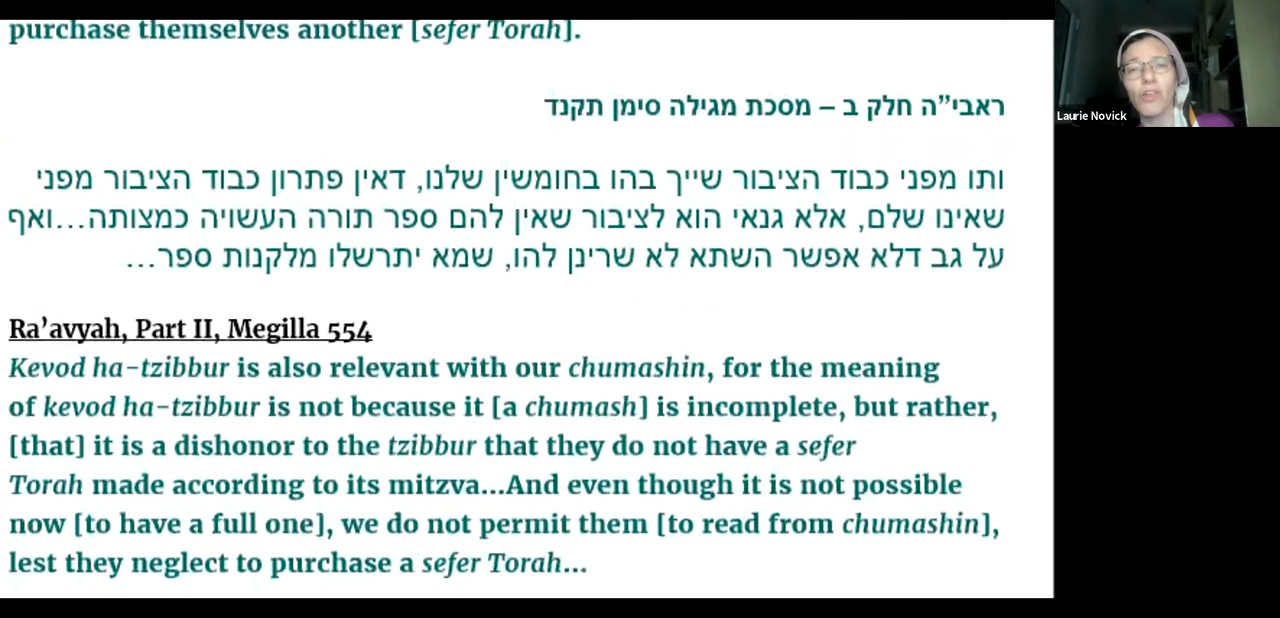 purchase themselves another [sefer Torah].
ראבי”ה חלק ב – מסכת מגילה סימן תקנד
ותו מפני כבוד הציבור שייך בהו בחומשין שלנו, דאין פתרון כבוד הציבור מפני
שאינו שלם, אלא גנאי הוא לציבור שאין להם ספר תורה העשויה כמצותה...ואף
על גב דלא אפשר השתא לא שרינן להו, שמא יתרשלו מלקנות ספר...
Ra’avyah, Part II, Megilla 554
Kevod ha-tzibbur is also relevant with our chumashin, for the meaning
of kevod ha-tzibbur is not because it [a chumash] is incomplete, but rather,
[that] it is a dishonor to the tzibbur that they do not have a sefer
Torah made according to its mitzva...And even though it is not possible
now [to have a full one], we do not permit them [to read from chumashin],
lest they neglect to purchase a sefer Torah...
Laurie Novick